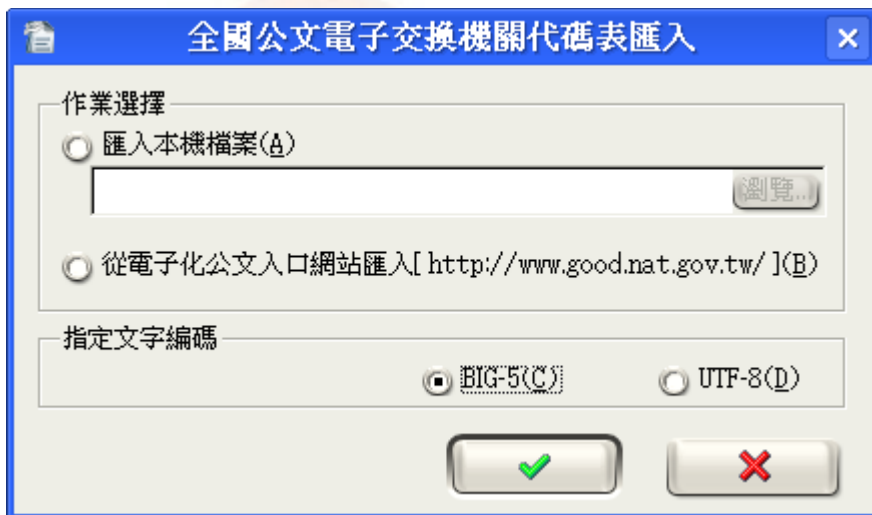 全國公文電子交換機關代碼表匯入
作業選擇
匯入本機檔案(A)
瀏覽...
從電子化公文入口網站匯入[ http://www.good.nat.gov.tw/ ](B)
指定文字編碼
BIG-5(C) UTF-8(D)